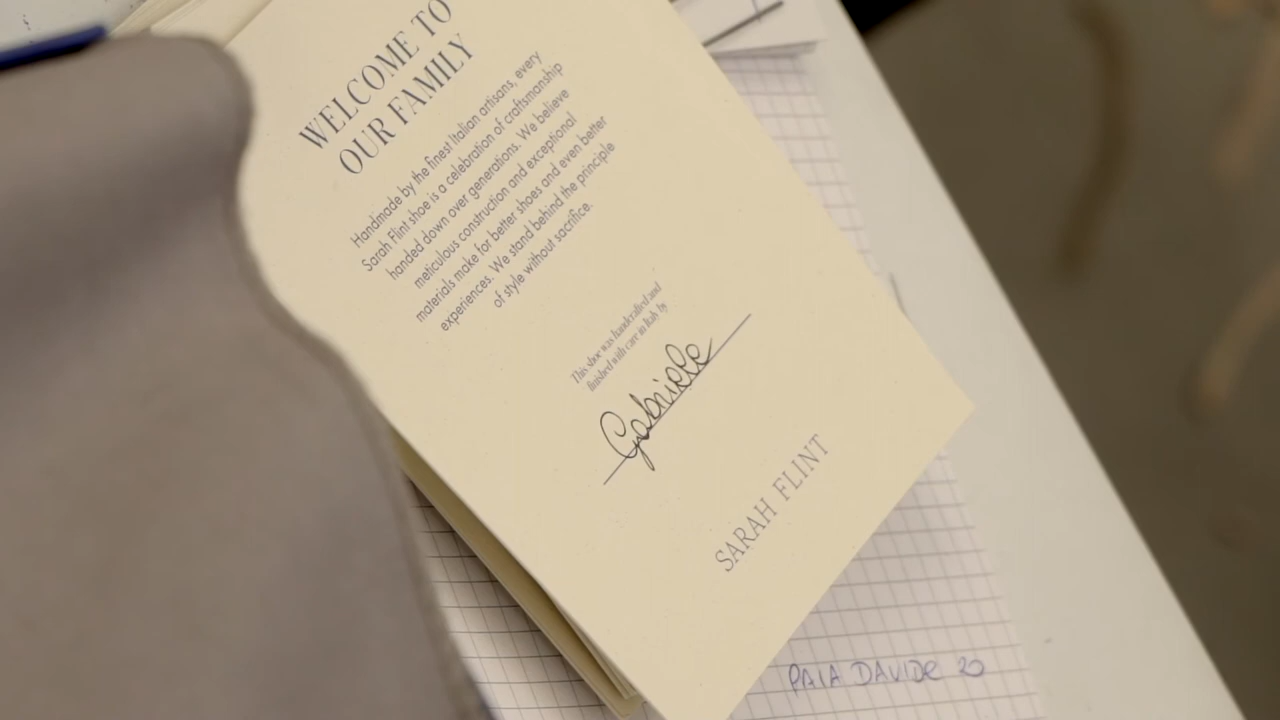 WELCOME TO
OUR FAMILY
Handmade by the finest Italian artisans, every
Sarah Flint shoe is a celebration of craftsmanship
handed down over generations. We believe
meticulous construction and exceptional
materials make for better shoes and even better
experiences. We stand behind the principle
of style without sacrifice.
This shoe was handcrafted and
finished with care in Italy by
Gabrielle
SARAH FLINT
PAIA DAVIDE 20